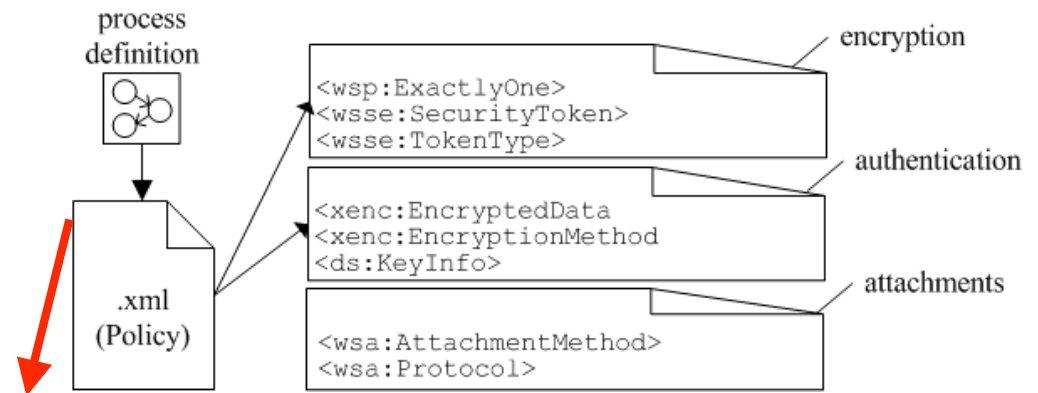 process
definition
encryption
<wsp:ExactlyOne>
<wsse:SecurityToken>
<wsse:TokenType>
authentication
<xenc:EncryptedData
<xenc:EncryptionMethod
<ds:KeyInfo>
.xml
(Policy)
attachments
<wsa:AttachmentMethod>
<wsa:Protocol>